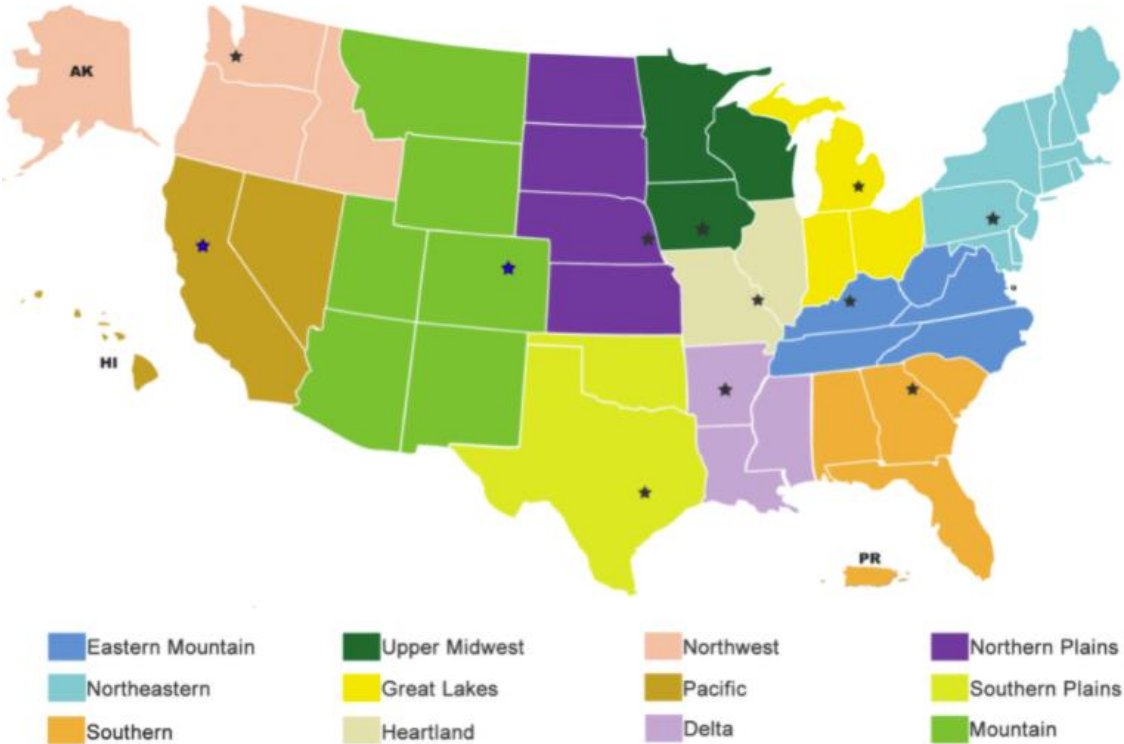 AK
HI
PR
Eastern Mountain
Upper Midwest
Northwest
Northern Plains
Northeastern
Great Lakes
Pacific
Southern Plains
Southern
Heartland
Delta
Mountain